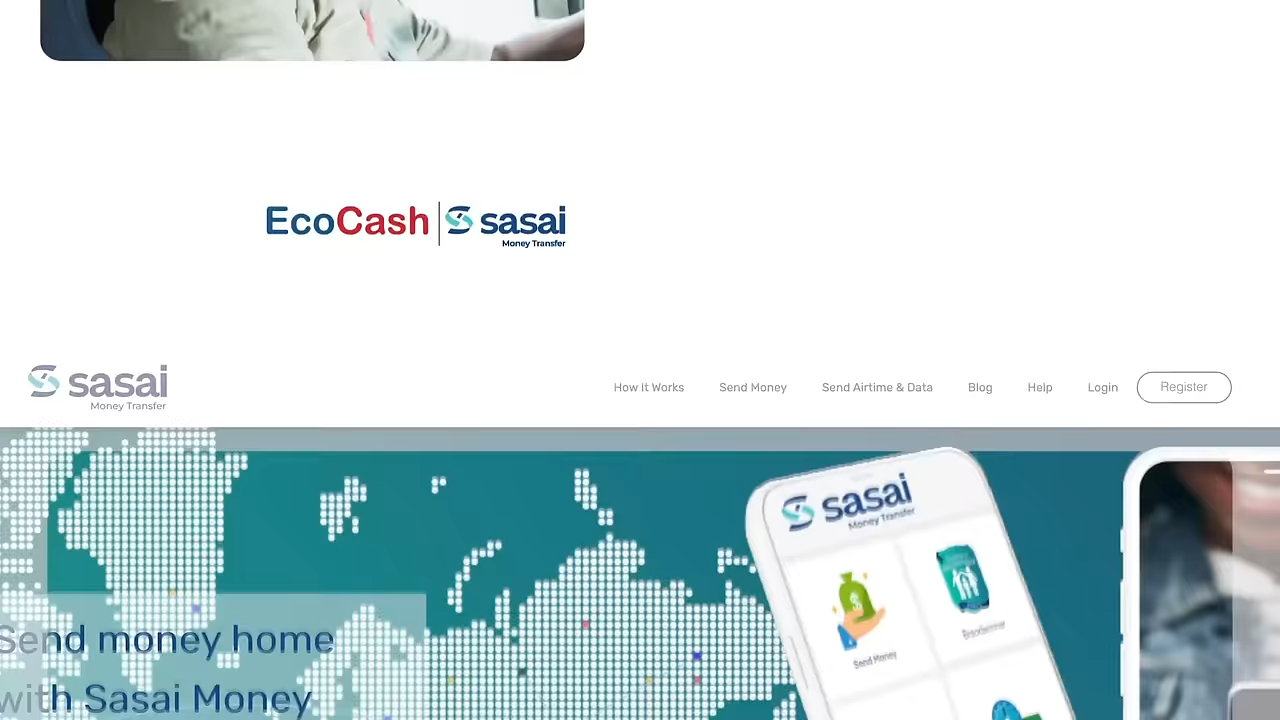 EcoCash | sasai
Money Transfer
sasai
Money Transfer
How It Works
Send Money
Send Airtime & Data
Blog
Help
Login
Register
sasai
Money Transfer
Send Money
Send money home
with Sasai Money